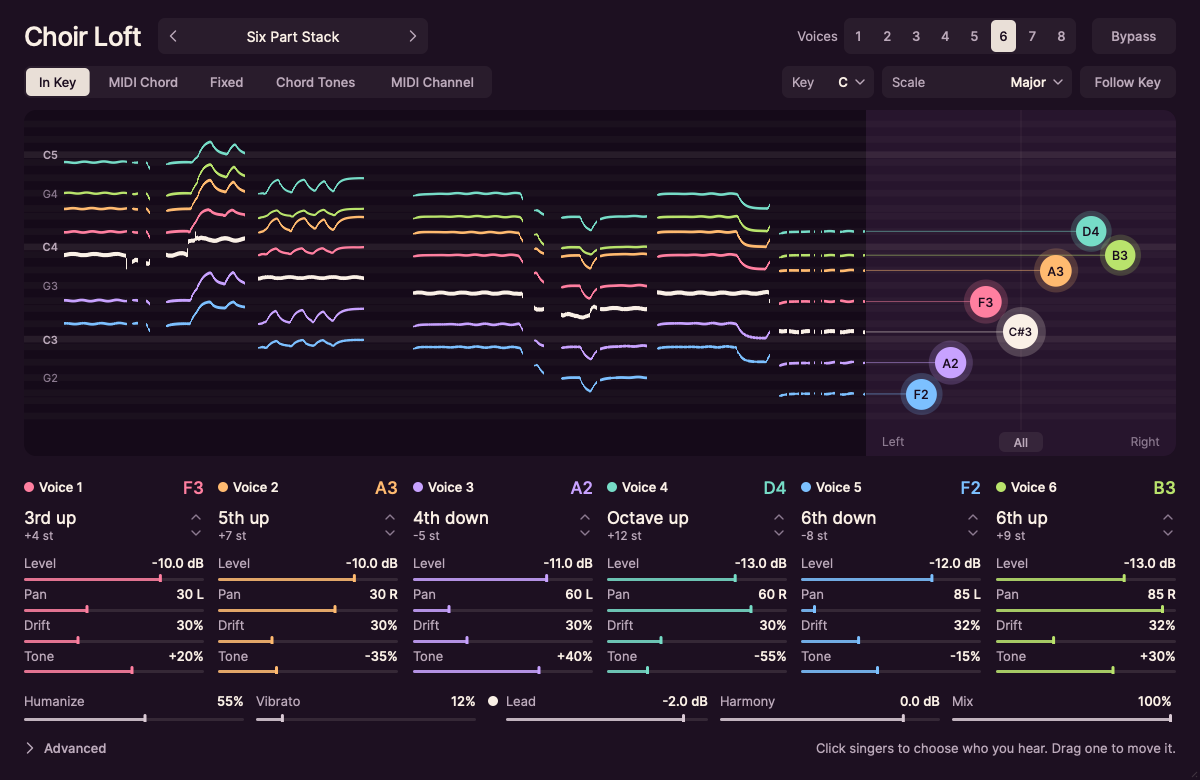 Choir Loft
Six Part Stack
Voices 1 2 3 4 5 6 7 8 Bypass
In Key MIDI Chord Fixed Chord Tones MIDI Channel
Key C Scale Major Follow Key
C5
G4
C4
G3
C3
G2
D4
B3
A3
F3
C#3
A2
F2
Left All Right
Voice 1 F3 Voice 2 A3 Voice 3 A2 Voice 4 D4 Voice 5 F2 Voice 6 B3
3rd up 5th up 4th down Octave up 6th down 6th up
+4 st +7 st -5 st +12 st -8 st +9 st
Level -10.0 dB Level -10.0 dB Level -11.0 dB Level -13.0 dB Level -12.0 dB Level -13.0 dB
Pan 30 L Pan 30 R Pan 60 L Pan 60 R Pan 85 L Pan 85 R
Drift 30% Drift 30% Drift 30% Drift 30% Drift 32% Drift 32%
Tone +20% Tone -35% Tone +40% Tone -55% Tone -15% Tone +30%
Humanize 55% Vibrato 12% Lead -2.0 dB Harmony 0.0 dB Mix 100%
Advanced Click singers to choose who you hear. Drag one to move it.